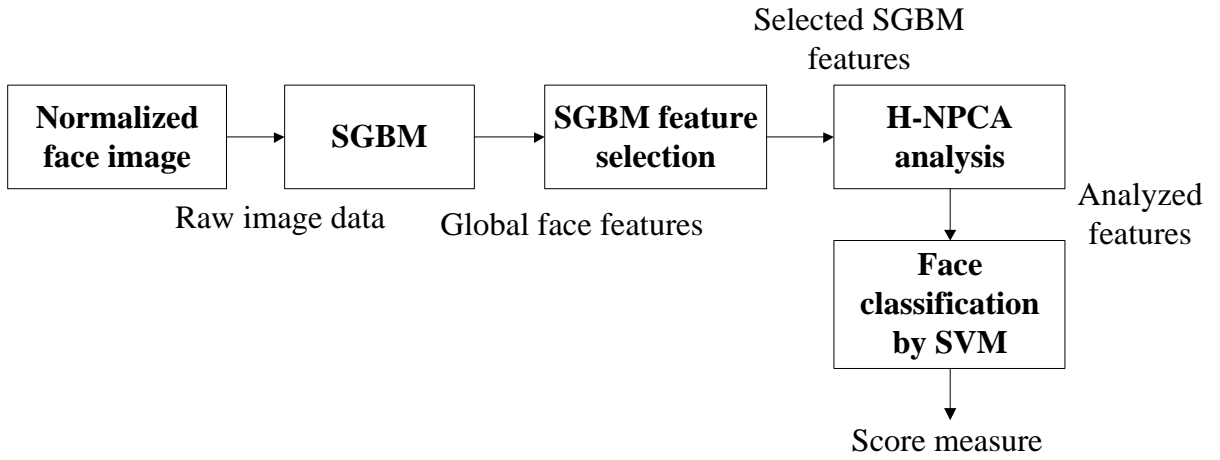 Selected SGBM
features
Normalized
face image
SGBM
SGBM feature
selection
H-NPCA
analysis
Raw image data
Global face features
Analyzed
features
Face
classification
by SVM
Score measure